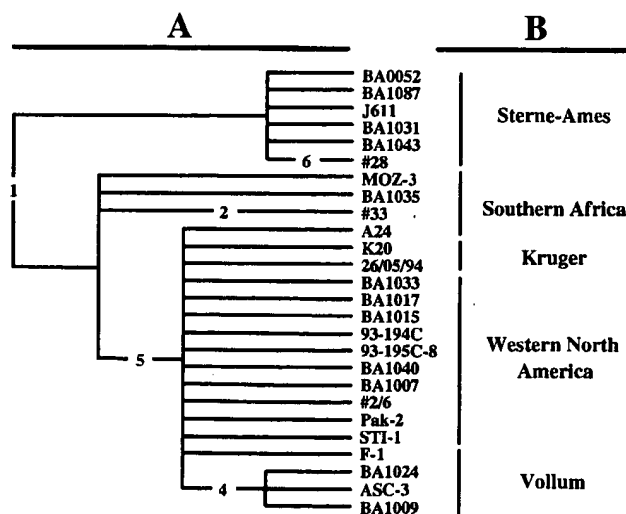 A
B
BA0052
BA1087
J611
BA1031
BA1043
6
#28
Sterne-Ames
1
MOZ-3
BA1035
2
#33
Southern Africa
A24
K20
26/05/94
Kruger
BA1033
BA1017
BA1015
93-194C
5
93-195C-8
BA1040
BA1007
#2/6
Pak-2
STI-1
Western North
America
F-1
BA1024
4
ASC-3
BA1009
Vollum